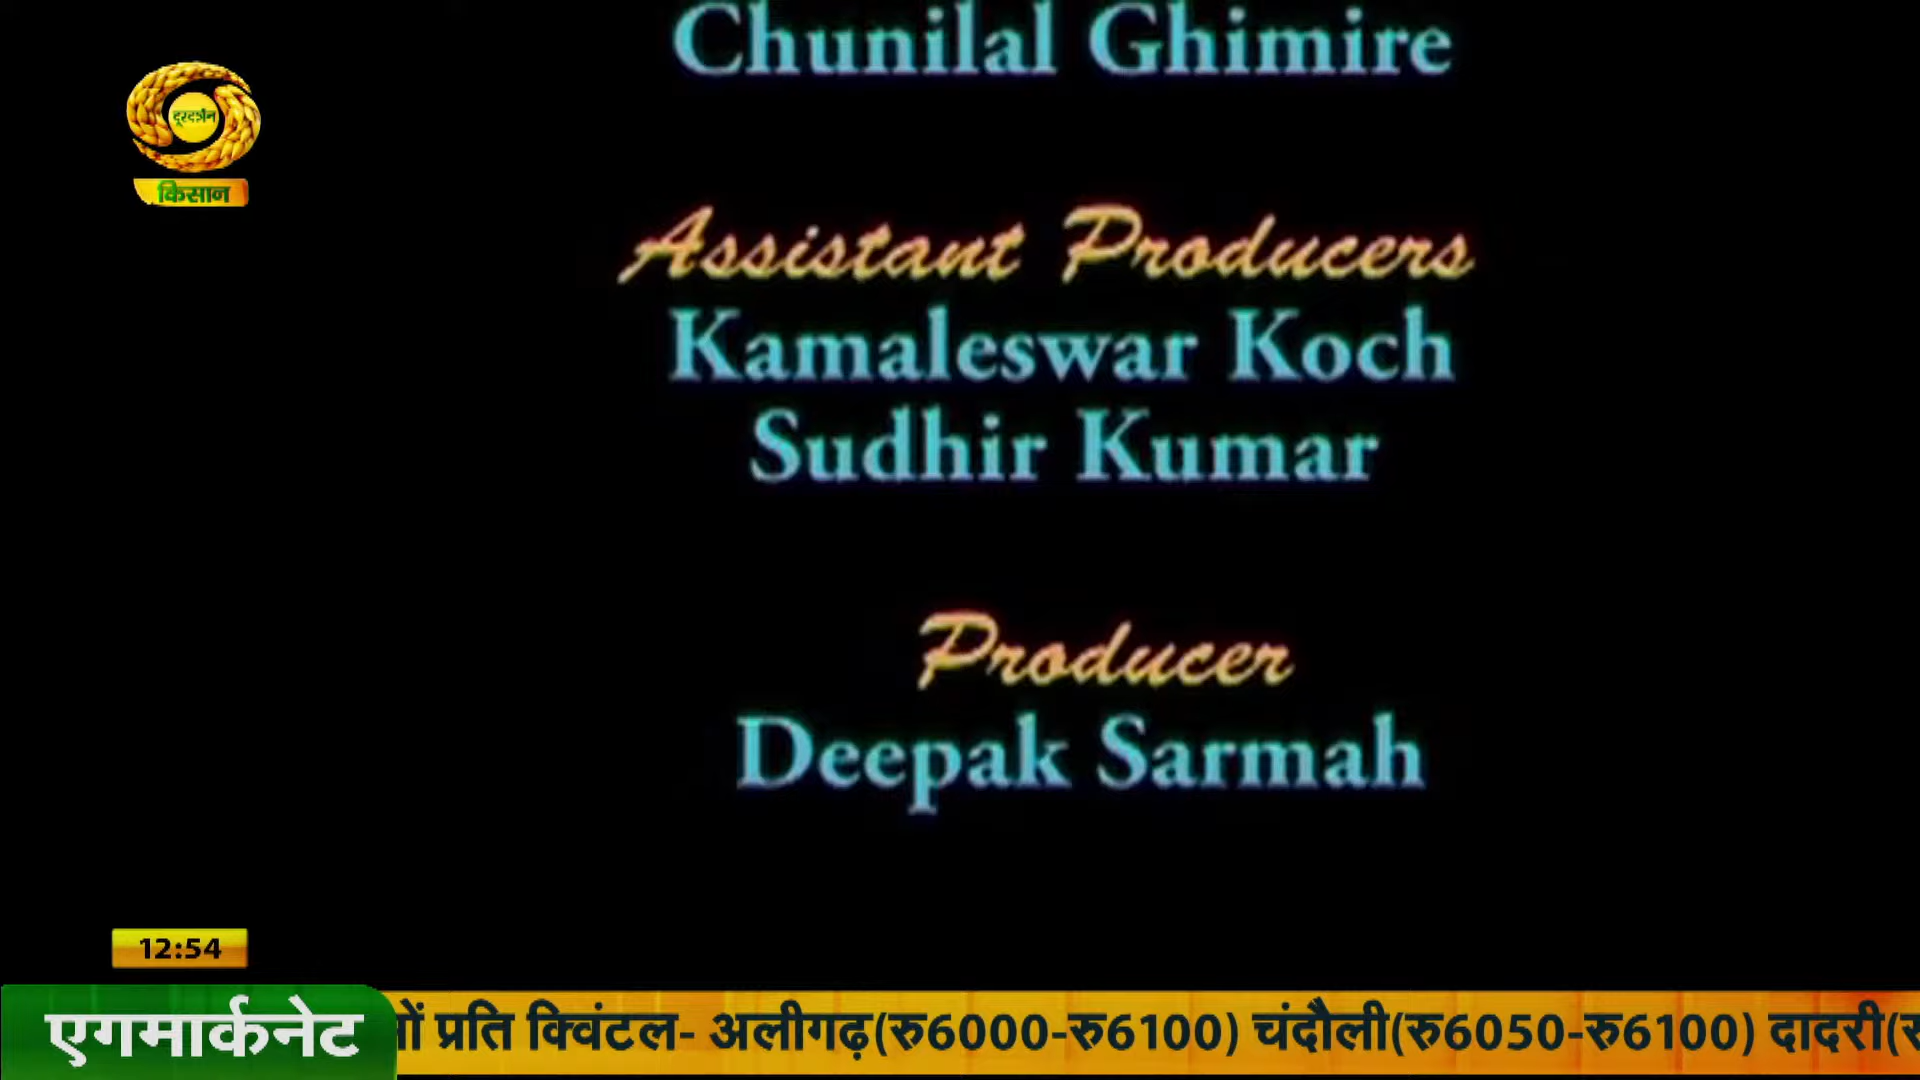 Chunilal Ghimire
दूरदर्शन
किसान
Assistant Producers
Kamaleswar Koch
Sudhir Kumar
Producer
Deepak Sarmah
12:54
एगमार्कनेट
ों प्रति क्विंटल- अलीगढ़(रु6000-रु6100) चंदौली(रु6050-रु6100) दादरी(